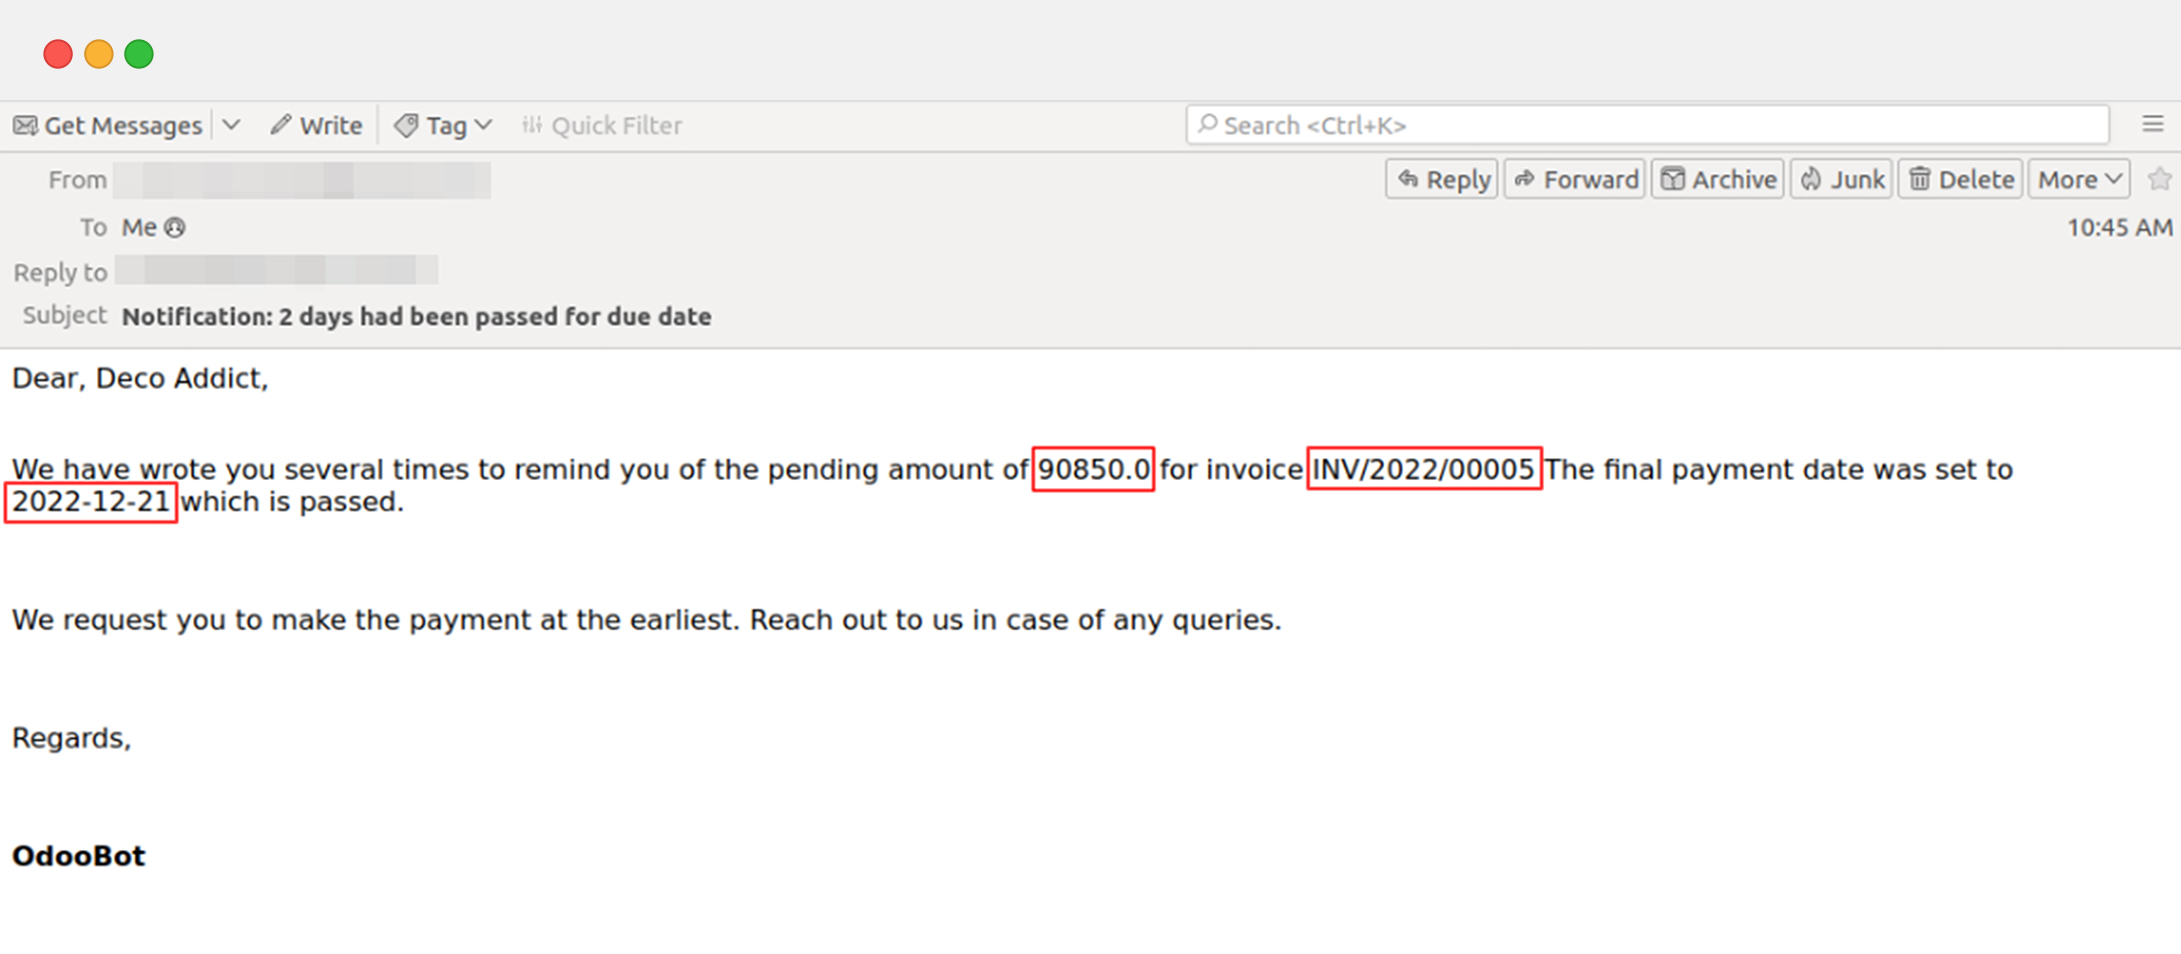 Get Messages Write Tag Quick Filter Search <Ctrl+K>
From Reply Forward Archive Junk Delete More
To Me 10:45 AM
Reply to
Subject Notification: 2 days had been passed for due date
Dear, Deco Addict,
We have wrote you several times to remind you of the pending amount of 90850.0 for invoice INV/2022/00005 The final payment date was set to
2022-12-21 which is passed.
We request you to make the payment at the earliest. Reach out to us in case of any queries.
Regards,
OdooBot